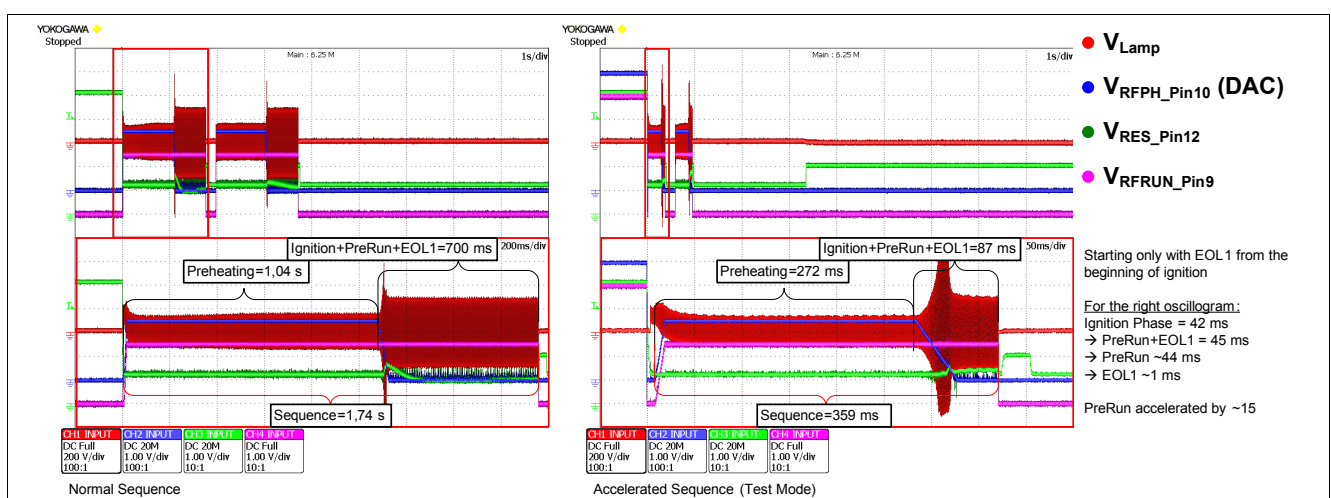 YOKOGAWA
Stopped
Main : 6.25 M
1s/div
Ignition+PreRun+EOL1=700 ms
200ms/div
Preheating=1,04 s
Sequence=1,74 s
CH1 INPUT
DC Full
200 V/div
100:1
CH2 INPUT
DC 20M
1.00 V/div
100:1
CH3 INPUT
DC 20M
1.00 V/div
10:1
CH4 INPUT
DC Full
1.00 V/div
10:1
Normal Sequence
YOKOGAWA
Stopped
Main : 6.25 M
1s/div
Ignition+PreRun+EOL1=87 ms
50ms/div
Preheating=272 ms
Sequence=359 ms
CH1 INPUT
DC Full
200 V/div
100:1
CH2 INPUT
DC 20M
1.00 V/div
100:1
CH3 INPUT
DC 20M
1.00 V/div
10:1
CH4 INPUT
DC Full
1.00 V/div
10:1
Accelerated Sequence (Test Mode)
VLamp
VRFPH_Pin10 (DAC)
VRES_Pin12
VRFRUN_Pin9
Starting only with EOL1 from the
beginning of ignition
For the right oscillogram:
Ignition Phase = 42 ms
→ PreRun+EOL1 = 45 ms
→ PreRun ~44 ms
→ EOL1 ~1 ms
PreRun accelerated by ~15